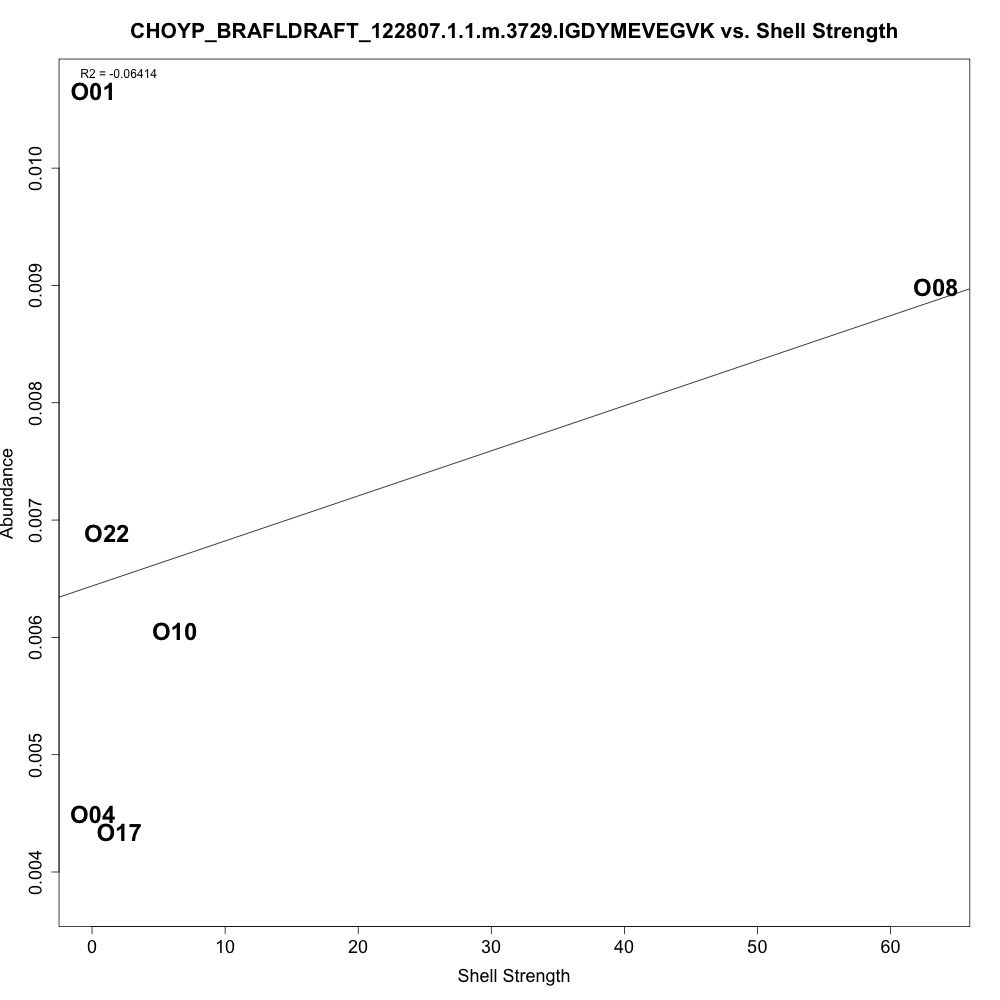 CHOYP_BRAFLDRAFT_122807.1.1.m.3729.IGDYMEVEGVK vs. Shell Strength
R2 = -0.06414
O01
0.010
0.009
O08
0.008
Abundance
0.007
O22
0.006
O10
0.005
O04
O17
0.004
0 10 20 30 40 50 60
Shell Strength